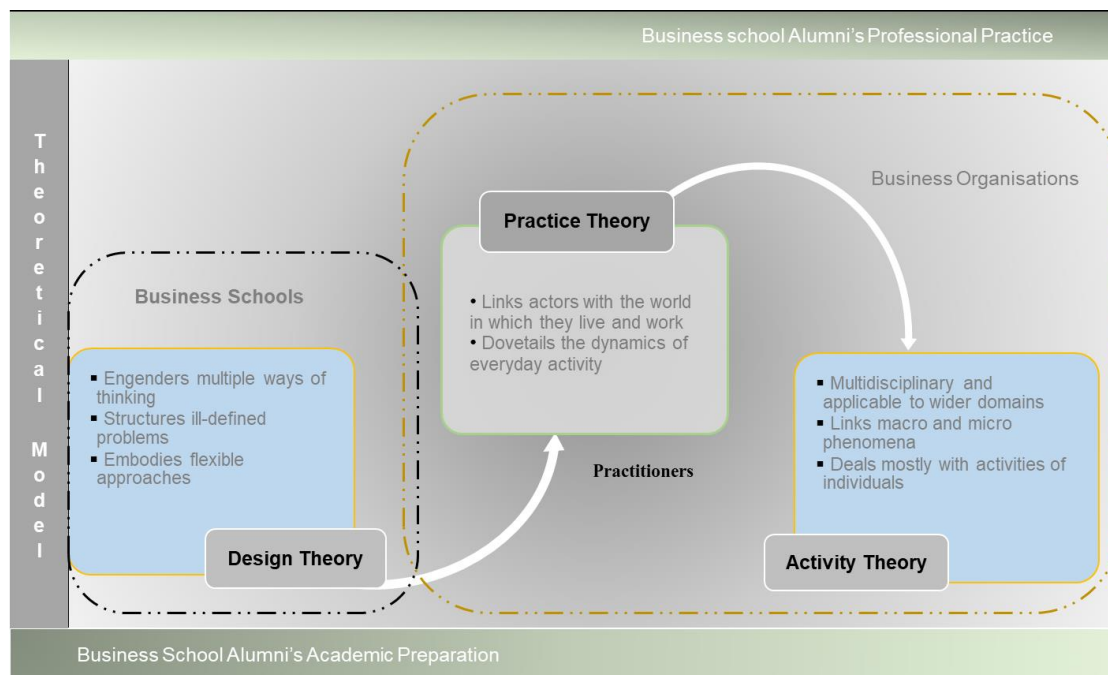 Business school Alumni's Professional Practice
Theoretical Model
Business Organisations
Practice Theory
• Links actors with the world
in which they live and work
• Dovetails the dynamics of
everyday activity
Practitioners
Business Schools
▪ Engenders multiple ways of
thinking
▪ Structures ill-defined
problems
▪ Embodies flexible
approaches
Design Theory
▪ Multidisciplinary and
applicable to wider domains
▪ Links macro and micro
phenomena
▪ Deals mostly with activities of
individuals
Activity Theory
Business School Alumni's Academic Preparation